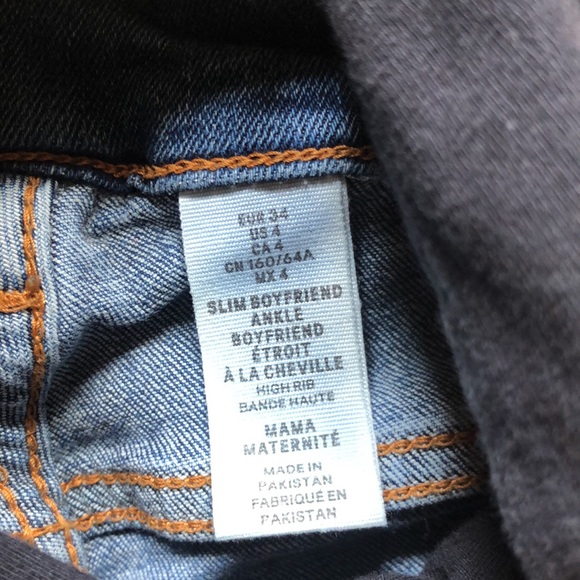 EUR 34
US 4
CA 4
CN 160/64A
MX 4
SLIM BOYFRIEND
ANKLE
BOYFRIEND
ÉTROIT
À LA CHEVILLE
HIGH RIB
BANDE HAUTE
MAMA
MATERNITÉ
MADE IN
PAKISTAN
FABRIQUÉ EN
PAKISTAN